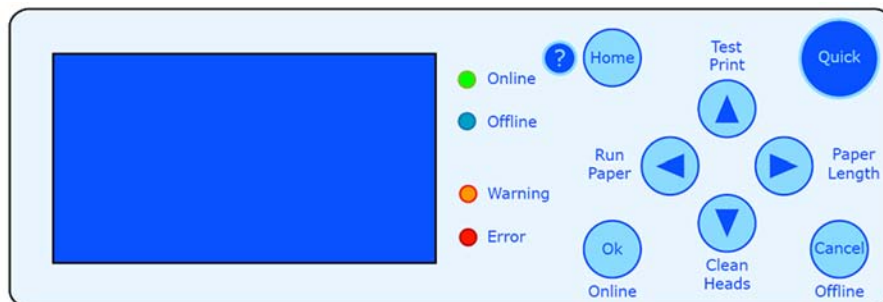 Online
Offline
Warning
Error
?
Home
Test
Print
Quick
Run
Paper
Paper
Length
Ok
Online
Clean
Heads
Cancel
Offline